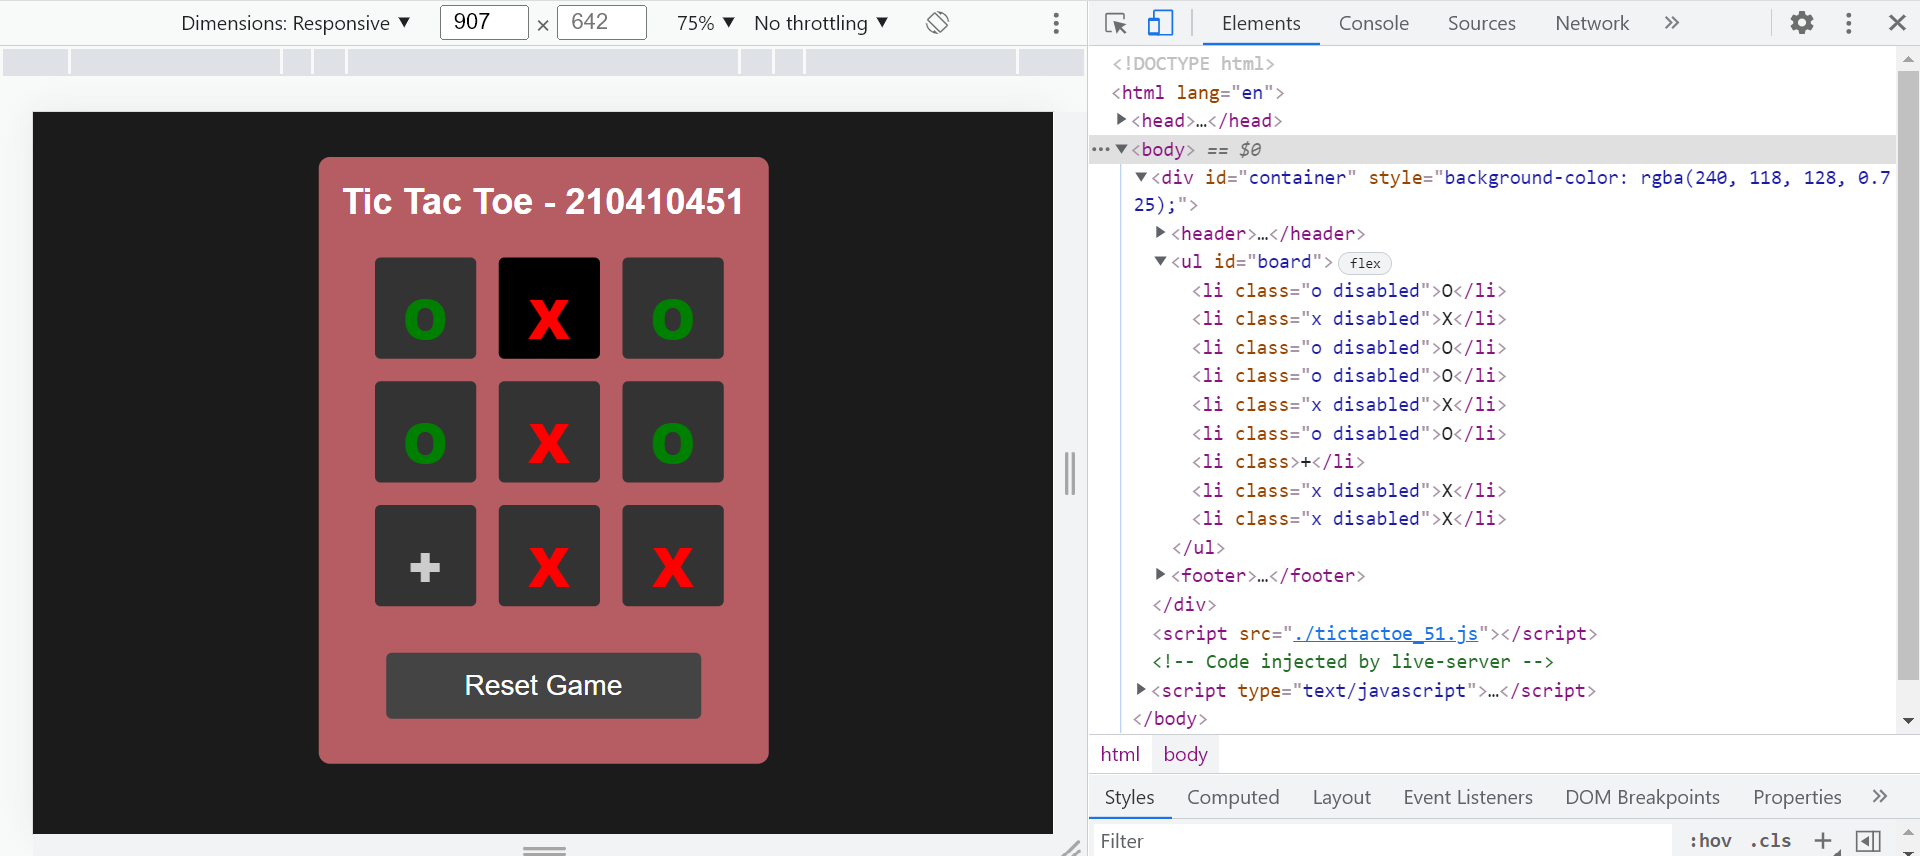 Dimensions: Responsive ▼ 907 × 642 75% ▼ No throttling ▼
Elements Console Sources Network »
Tic Tac Toe - 210410451
O X O
O X O
+ X X
Reset Game
<!DOCTYPE html>
<html lang="en">
<head>…</head>
<body> == $0
<div id="container" style="background-color: rgba(240, 118, 128, 0.7
25);">
<header>…</header>
<ul id="board"> flex
<li class="o disabled">O</li>
<li class="x disabled">X</li>
<li class="o disabled">O</li>
<li class="o disabled">O</li>
<li class="x disabled">X</li>
<li class="o disabled">O</li>
<li class>+</li>
<li class="x disabled">X</li>
<li class="x disabled">X</li>
</ul>
<footer>…</footer>
</div>
<script src="./tictactoe_51.js"></script>
<!-- Code injected by live-server -->
<script type="text/javascript">…</script>
</body>
html body
Styles Computed Layout Event Listeners DOM Breakpoints Properties »
Filter :hov .cls +